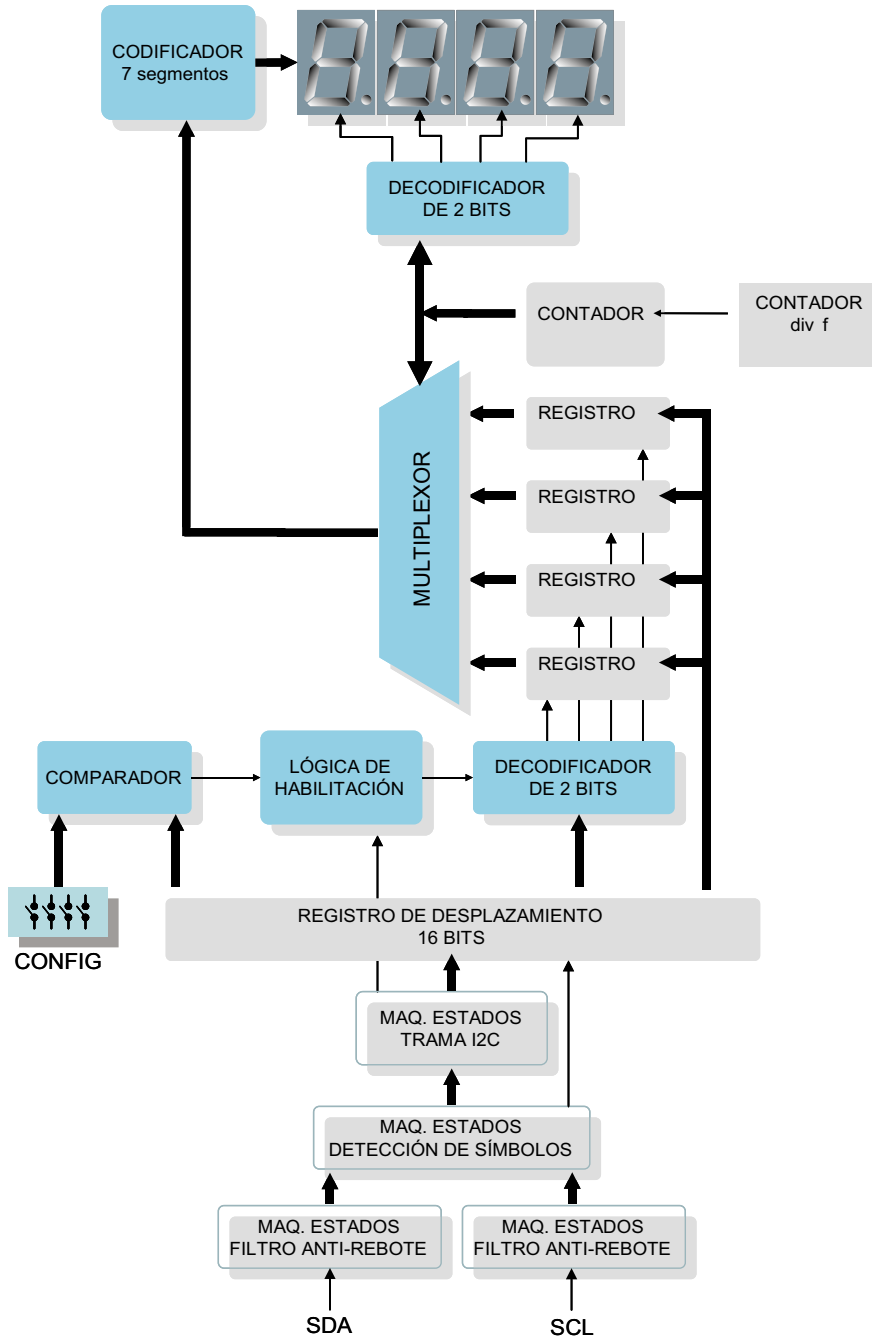 CODIFICADOR
7 segmentos
DECODIFICADOR
DE 2 BITS
CONTADOR
CONTADOR
div f
REGISTRO
REGISTRO
REGISTRO
REGISTRO
MULTIPLEXOR
COMPARADOR
LÓGICA DE
HABILITACIÓN
DECODIFICADOR
DE 2 BITS
CONFIG
REGISTRO DE DESPLAZAMIENTO
16 BITS
MAQ. ESTADOS
TRAMA I2C
MAQ. ESTADOS
DETECCIÓN DE SÍMBOLOS
MAQ. ESTADOS
FILTRO ANTI-REBOTE
MAQ. ESTADOS
FILTRO ANTI-REBOTE
SDA
SCL